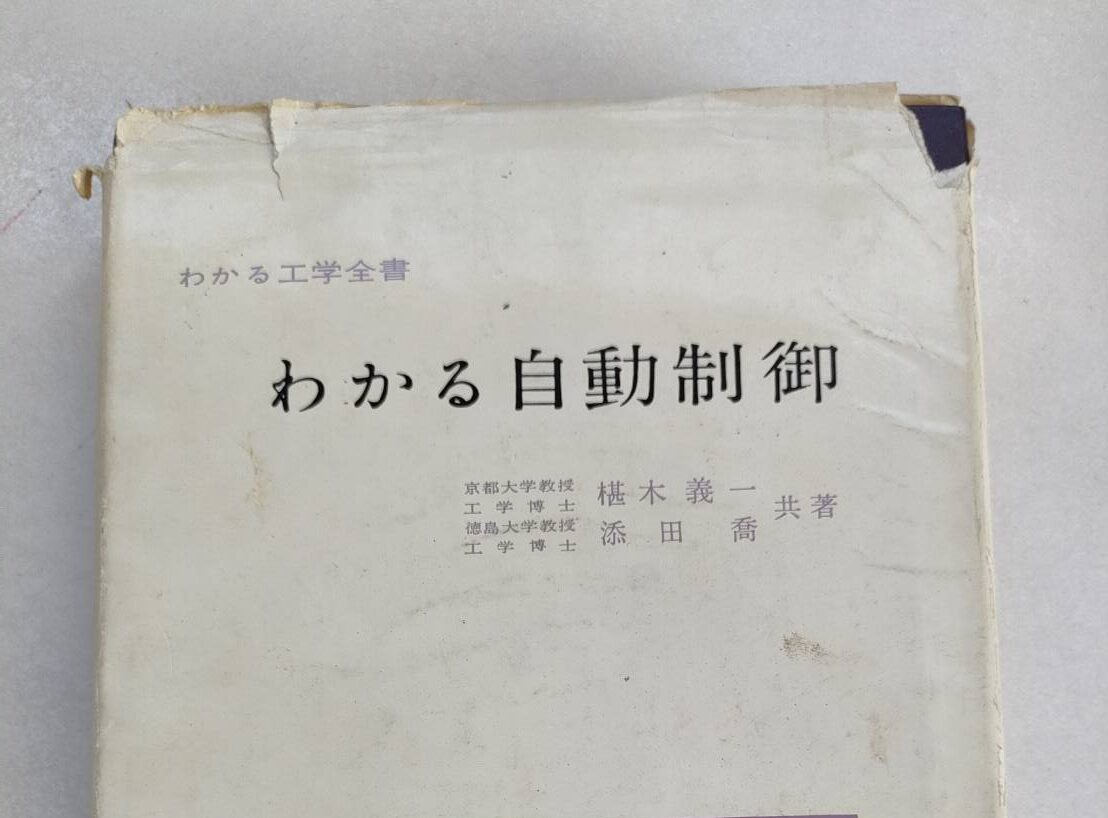 わかる工学全書
わかる自動制御
京都大学教授
工学博士
椹木義一
徳島大学教授
工学博士
添田喬
共著